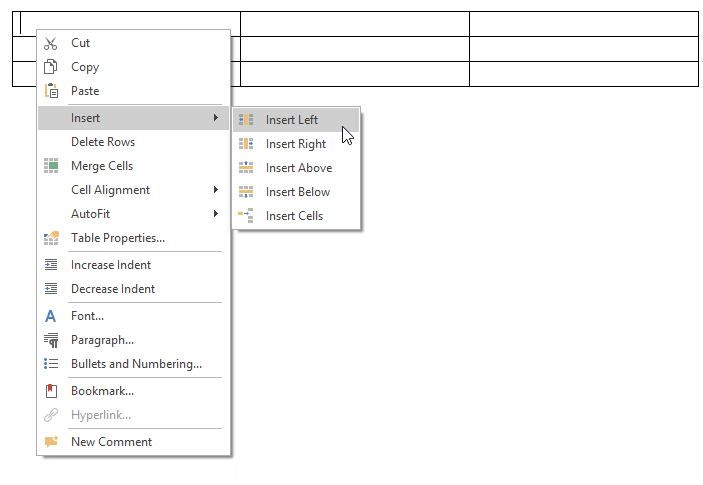 Cut
Copy
Paste
Insert
Delete Rows
Merge Cells
Cell Alignment
AutoFit
Table Properties...
Increase Indent
Decrease Indent
Font...
Paragraph...
Bullets and Numbering...
Bookmark...
Hyperlink...
New Comment
Insert Left
Insert Right
Insert Above
Insert Below
Insert Cells